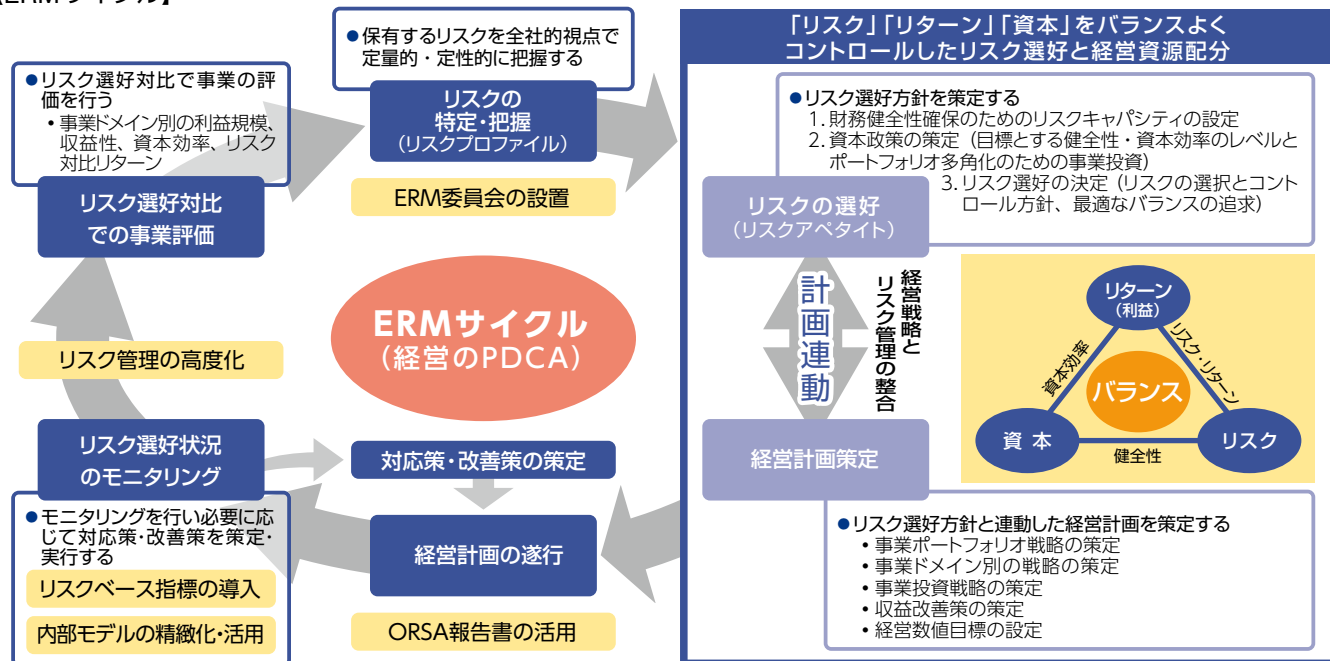 【ERMサイクル】
●保有するリスクを全社的視点で
定量的・定性的に把握する
リスクの
特定・把握
（リスクプロファイル）
ERM委員会の設置
●リスク選好対比で事業の評
価を行う
・事業ドメイン別の利益規模、
収益性、資本効率、リスク
対比リターン
リスク選好対比
での事業評価
リスク管理の高度化
ERMサイクル
（経営のPDCA）
リスク選好状況
のモニタリング
●モニタリングを行い必要に応
じて対応策・改善策を策定・
実行する
リスクベース指標の導入
内部モデルの精緻化・活用
対応策・改善策の策定
経営計画の遂行
ORSA報告書の活用
「リスク」「リターン」「資本」をバランスよく
コントロールしたリスク選好と経営資源配分
●リスク選好方針を策定する
1. 財務健全性確保のためのリスクキャパシティの設定
2. 資本政策の策定（目標とする健全性・資本効率のレベルと
ポートフォリオ多角化のための事業投資）
3. リスク選好の決定（リスクの選択とコント
ロール方針、最適なバランスの追求）
リスクの選好
（リスクアペタイト）
計画連動
経営戦略と
リスク管理の整合
リターン
（利益）
資本効率
リスク・リターン
バランス
資本
リスク
健全性
経営計画策定
●リスク選好方針と連動した経営計画を策定する
・事業ポートフォリオ戦略の策定
・事業ドメイン別の戦略の策定
・事業投資戦略の策定
・収益改善策の策定
・経営数値目標の設定